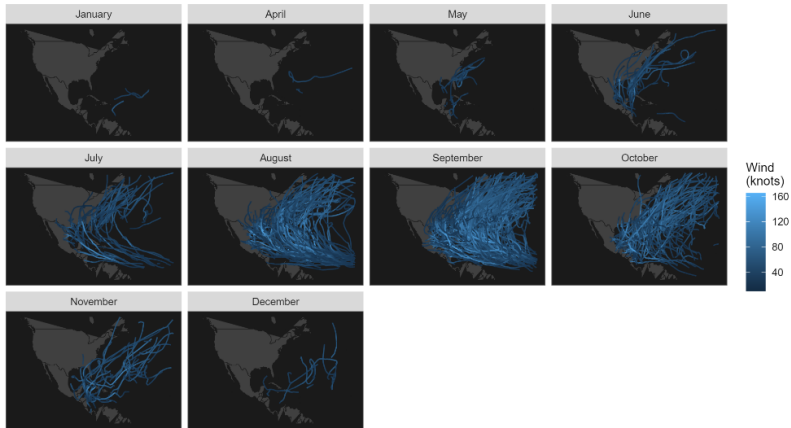 January
April
May
June
July
August
September
October
November
December
Wind
(knots)
160
120
80
40